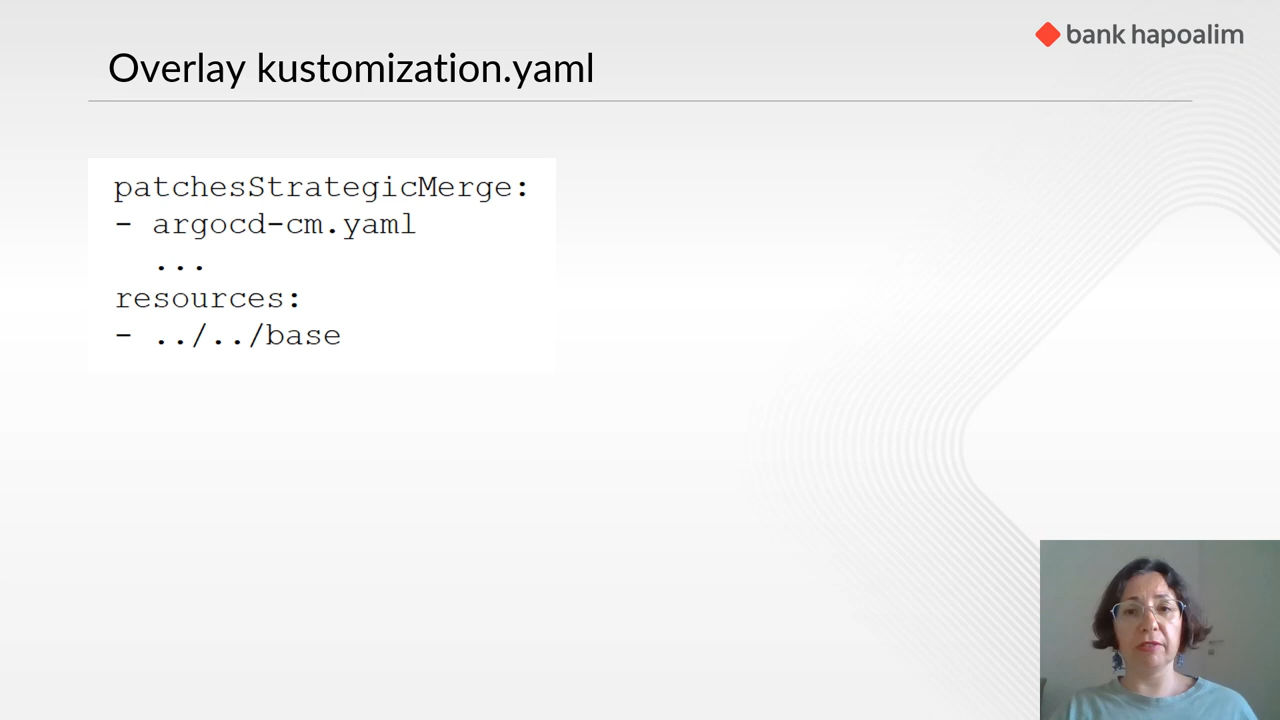 bank hapoalim
Overlay kustomization.yaml
patchesStrategicMerge:
- argocd-cm.yaml
  ...
resources:
- ../../base